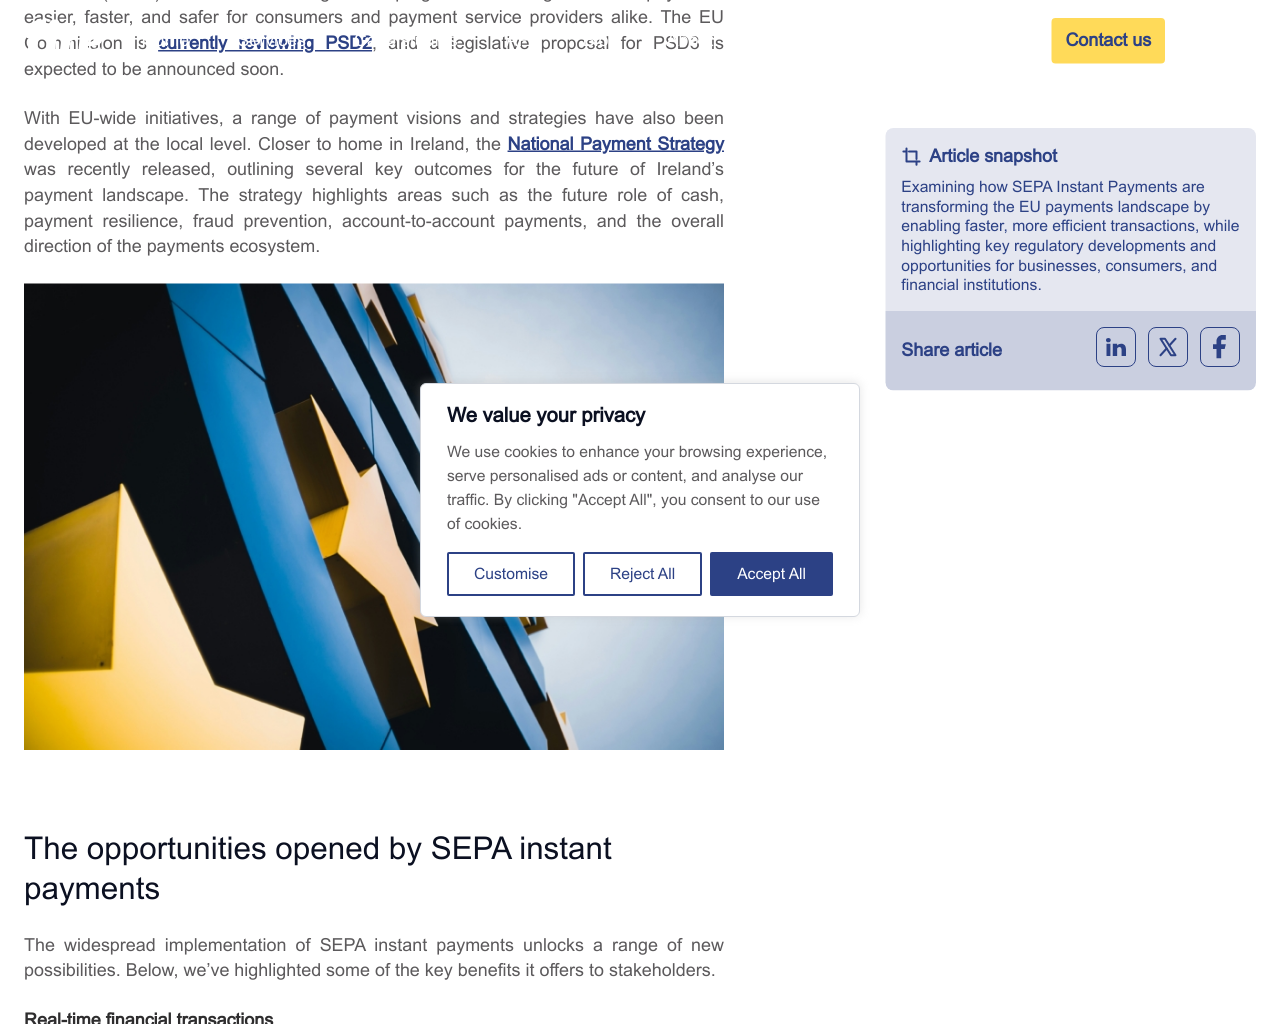 easier, faster, and safer for consumers and payment service providers alike. The EU
Commission is currently reviewing PSD2, and a legislative proposal for PSD3 is
expected to be announced soon.
Contact us
With EU-wide initiatives, a range of payment visions and strategies have also been
developed at the local level. Closer to home in Ireland, the National Payment Strategy
was recently released, outlining several key outcomes for the future of Ireland’s
payment landscape. The strategy highlights areas such as the future role of cash,
payment resilience, fraud prevention, account-to-account payments, and the overall
direction of the payments ecosystem.
Article snapshot
Examining how SEPA Instant Payments are
transforming the EU payments landscape by
enabling faster, more efficient transactions, while
highlighting key regulatory developments and
opportunities for businesses, consumers, and
financial institutions.
Share article
We value your privacy
We use cookies to enhance your browsing experience,
serve personalised ads or content, and analyse our
traffic. By clicking "Accept All", you consent to our use
of cookies.
Customise
Reject All
Accept All
The opportunities opened by SEPA instant
payments
The widespread implementation of SEPA instant payments unlocks a range of new
possibilities. Below, we’ve highlighted some of the key benefits it offers to stakeholders.
Real-time financial transactions